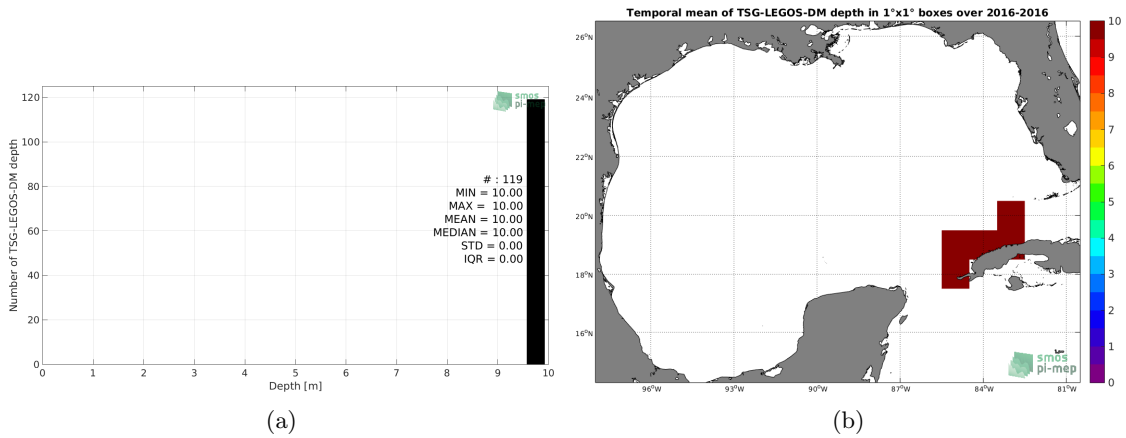 smos
pi-mep
120
100
80
60
40
20
0
Number of TSG-LEGOS-DM depth
# : 119
MIN = 10.00
MAX = 10.00
MEAN = 10.00
MEDIAN = 10.00
STD = 0.00
IQR = 0.00
0 1 2 3 4 5 6 7 8 9 10
Depth [m]
(a)
Temporal mean of TSG-LEGOS-DM depth in 1°x1° boxes over 2016-2016
26°N
24°N
22°N
20°N
18°N
16°N
96°W 93°W 90°W 87°W 84°W 81°W
smos
pi-mep
10
9
8
7
6
5
4
3
2
1
0
(b)